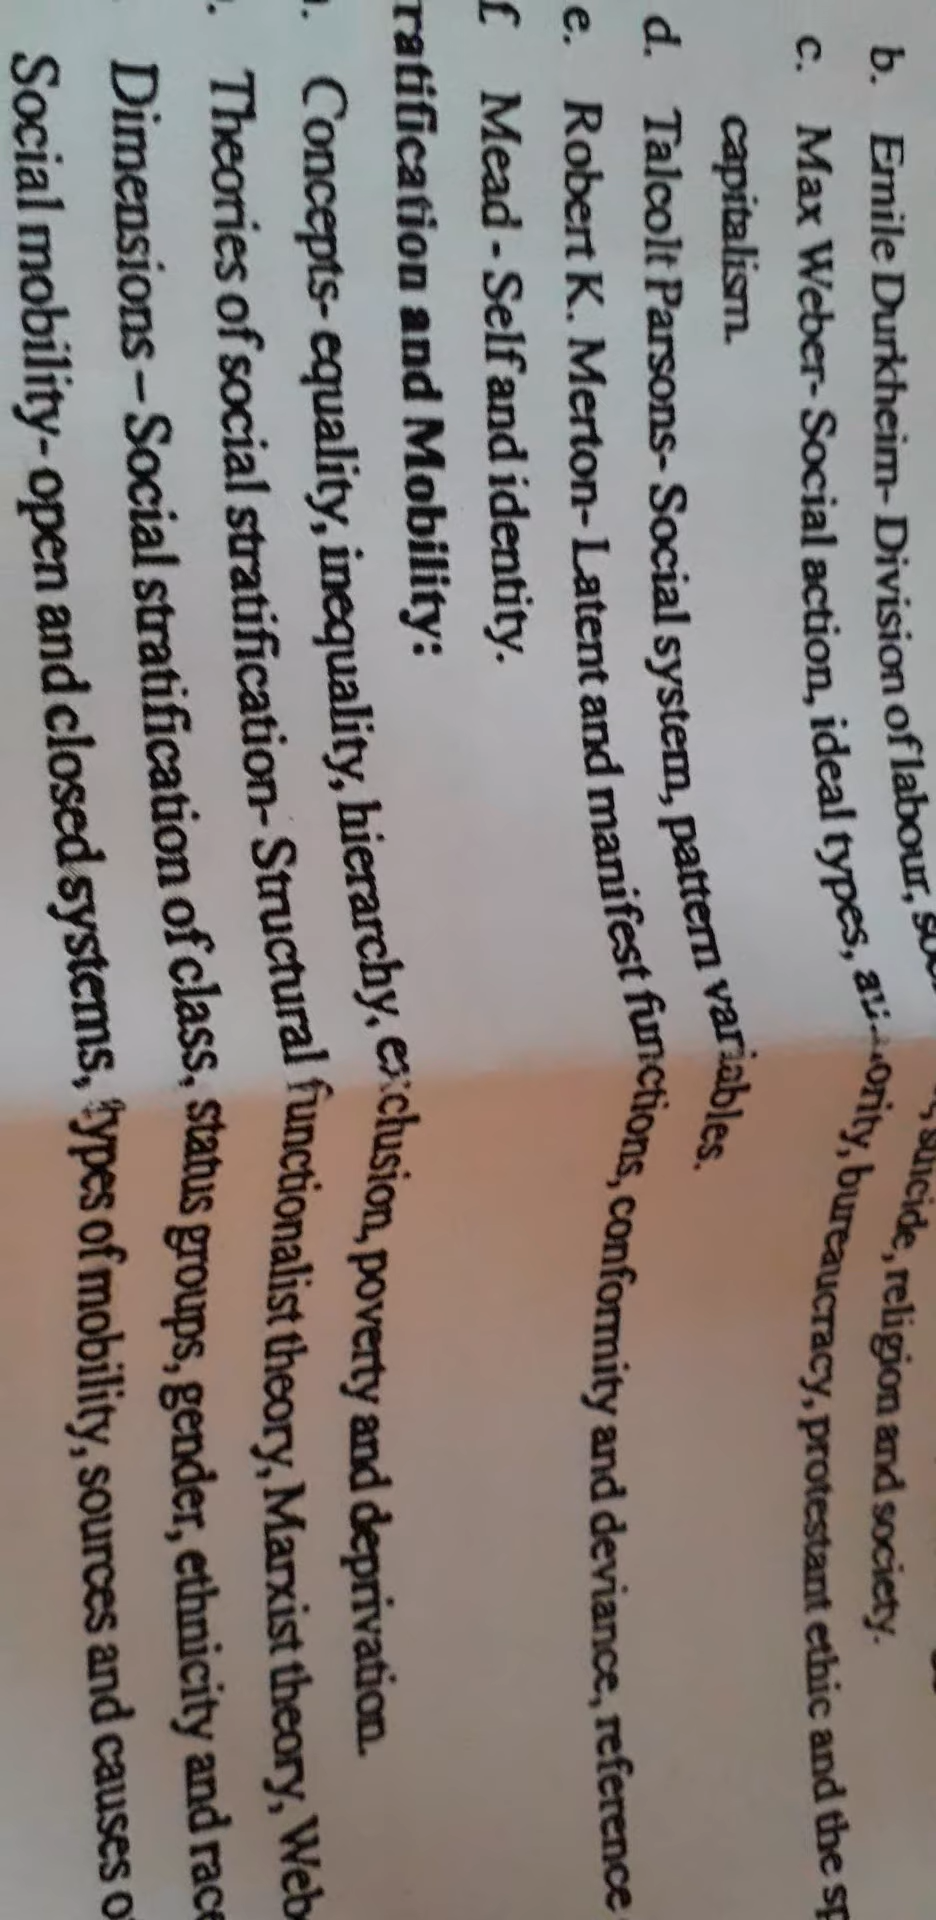 b. Emile Durkheim- Division of labour, suicide, religion and society.
c. Max Weber- Social action, ideal types, authority, bureaucracy, protestant ethic and the
capitalism.
d. Talcolt Parsons- Social system, pattern variables.
e. Robert K. Merton- Latent and manifest functions, conformity and deviance, reference
f. Mead - Self and identity.
ratification and Mobility:
Concepts- equality, inequality, hierarchy, exclusion, poverty and deprivation.
Theories of social stratification- Structural functionalist theory, Marxist theory, Web
Dimensions – Social stratification of class, status groups, gender, ethnicity and race
Social mobility- open and closed systems, types of mobility, sources and causes o